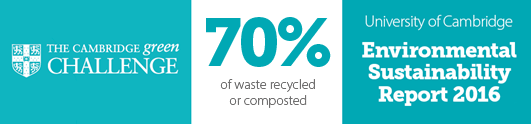 THE CAMBRIDGE green
CHALLENGE
70%
of waste recycled
or composted
University of Cambridge
Environmental
Sustainability
Report 2016